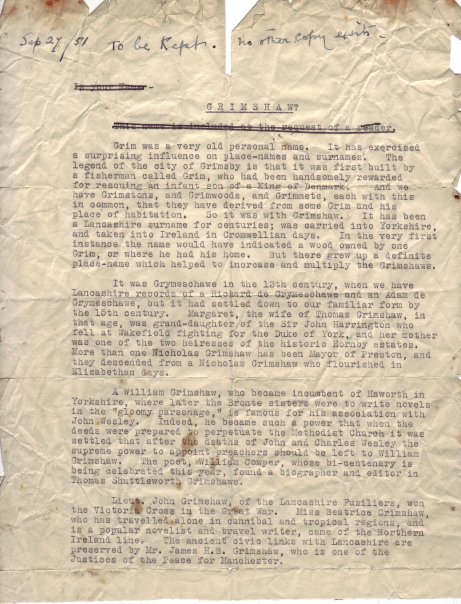 Sep 27/51 To be Kept. no other copy exists.
Is your Name -
GRIMSHAW?
This name is included at the request of a reader.
Grim was a very old personal name. It has exercised
a surprising influence on place-names and surnames. The
legend of the city of Grimsby is that it was first built by
a fisherman called Grim, who had been handsomely rewarded
for rescuing an infant son of a King of Denmark. And we
have Grimstons, and Grimwoods, and Grimmets, each with this
in common, that they have derived from some Grim and his
place of habitation. So it was with Grimshaw. It has been
a Lancashire surname for centuries; was carried into Yorkshire,
and taken into Ireland in Cromwellian days. In the very first
instance the name would have indicated a wood owned by one
Grim, or where he had his home. But there grew up a definite
place-name which helped to increase and multiply the Grimshaws.
It was Grymeschawe in the 13th century, when we have
Lancashire records of a Richard de Grymeschawe and an Adam de
Grymeschawe, but it had settled down to our familiar form by
the 15th century. Margaret, the wife of Thomas Grimshaw, in
that age, was grand-daughter of the Sir John Harrington who
fell at Wakefield fighting for the Duke of York, and her mother
was one of the two heiresses of the historic Hornby estates.
More than one Nicholas Grimshaw has been Mayor of Preston, and
they descended from a Nicholas Grimshaw who flourished in
Elizabethan days.
A William Grimshaw, who became incumbent of Haworth in
Yorkshire, where later the Bronte sisters were to write novels
in the "gloomy parsonage," is famous for his association with
John Wesley. Indeed, he became such a power that when the
deeds were prepared to perpetuate the Methodist Church it was
settled that after the deaths of John and Charles Wesley the
supreme power to appoint preachers should be left to William
Grimshaw. The poet, William Cowper, whose bi-centenary is
being celebrated this year, found a biographer and editor in
Thomas Shuttleworth Grimshawe.
Lieut. John Grimshaw, of the Lancashire Fusiliers, won
the Victoria Cross in the Great War. Miss Beatrice Grimshaw,
who has travelled alone in cannibal and tropical regions, and
is a popular novelist and travel writer, came of the Northern
Ireland line. The ancient civic links with Lancashire are
preserved by Mr. James H.B. Grimshaw, who is one of the
Justices of the Peace for Manchester.